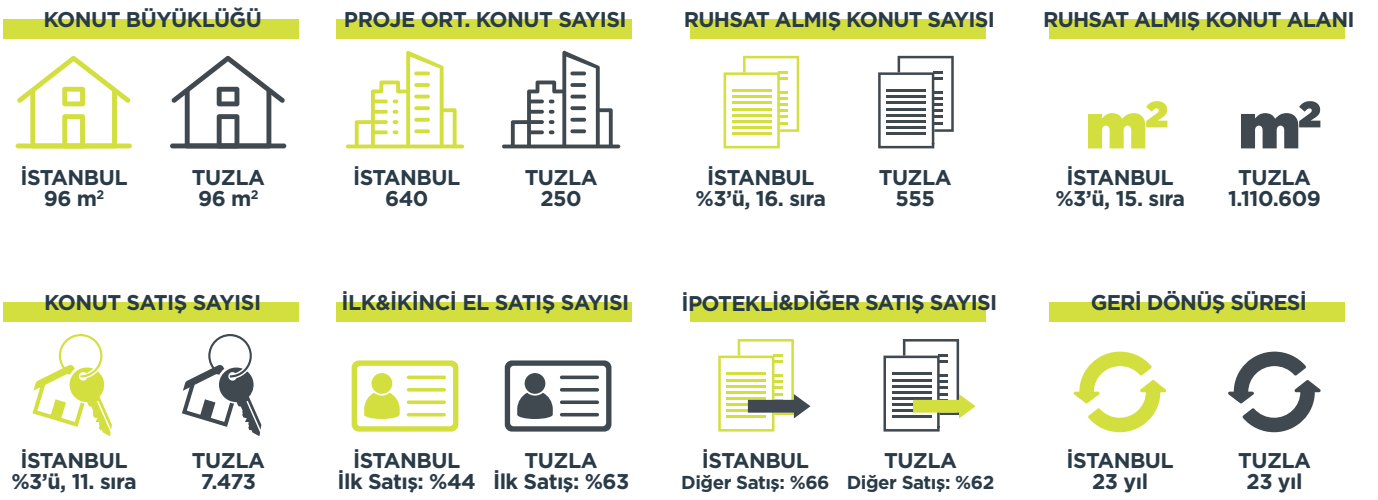 KONUT BÜYÜKLÜĞÜ
İSTANBUL
96 m²
TUZLA
96 m²
PROJE ORT. KONUT SAYISI
İSTANBUL
640
TUZLA
250
RUHSAT ALMIŞ KONUT SAYISI
İSTANBUL
%3'ü, 16. sıra
TUZLA
555
RUHSAT ALMIŞ KONUT ALANI
m²
m²
İSTANBUL
%3'ü, 15. sıra
TUZLA
1.110.609
KONUT SATIŞ SAYISI
İSTANBUL
%3'ü, 11. sıra
TUZLA
7.473
İLK&İKİNCİ EL SATIŞ SAYISI
İSTANBUL
İlk Satış: %44
TUZLA
İlk Satış: %63
İPOTEKLİ&DİĞER SATIŞ SAYISI
İSTANBUL
Diğer Satış: %66
TUZLA
Diğer Satış: %62
GERİ DÖNÜŞ SÜRESİ
İSTANBUL
23 yıl
TUZLA
23 yıl